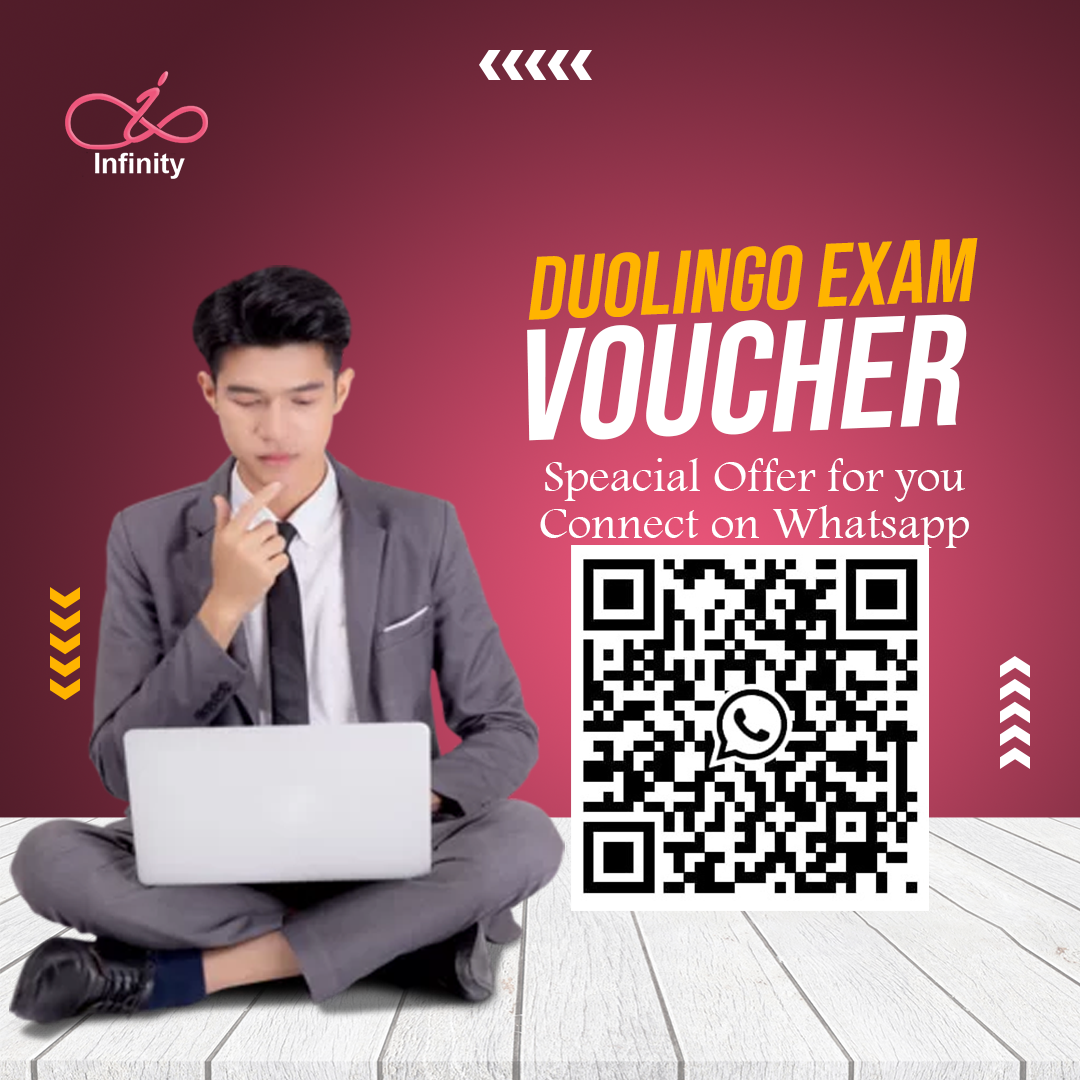 Infinity
DUOLINGO EXAM
VOUCHER
Speacial Offer for you
Connect on Whatsapp